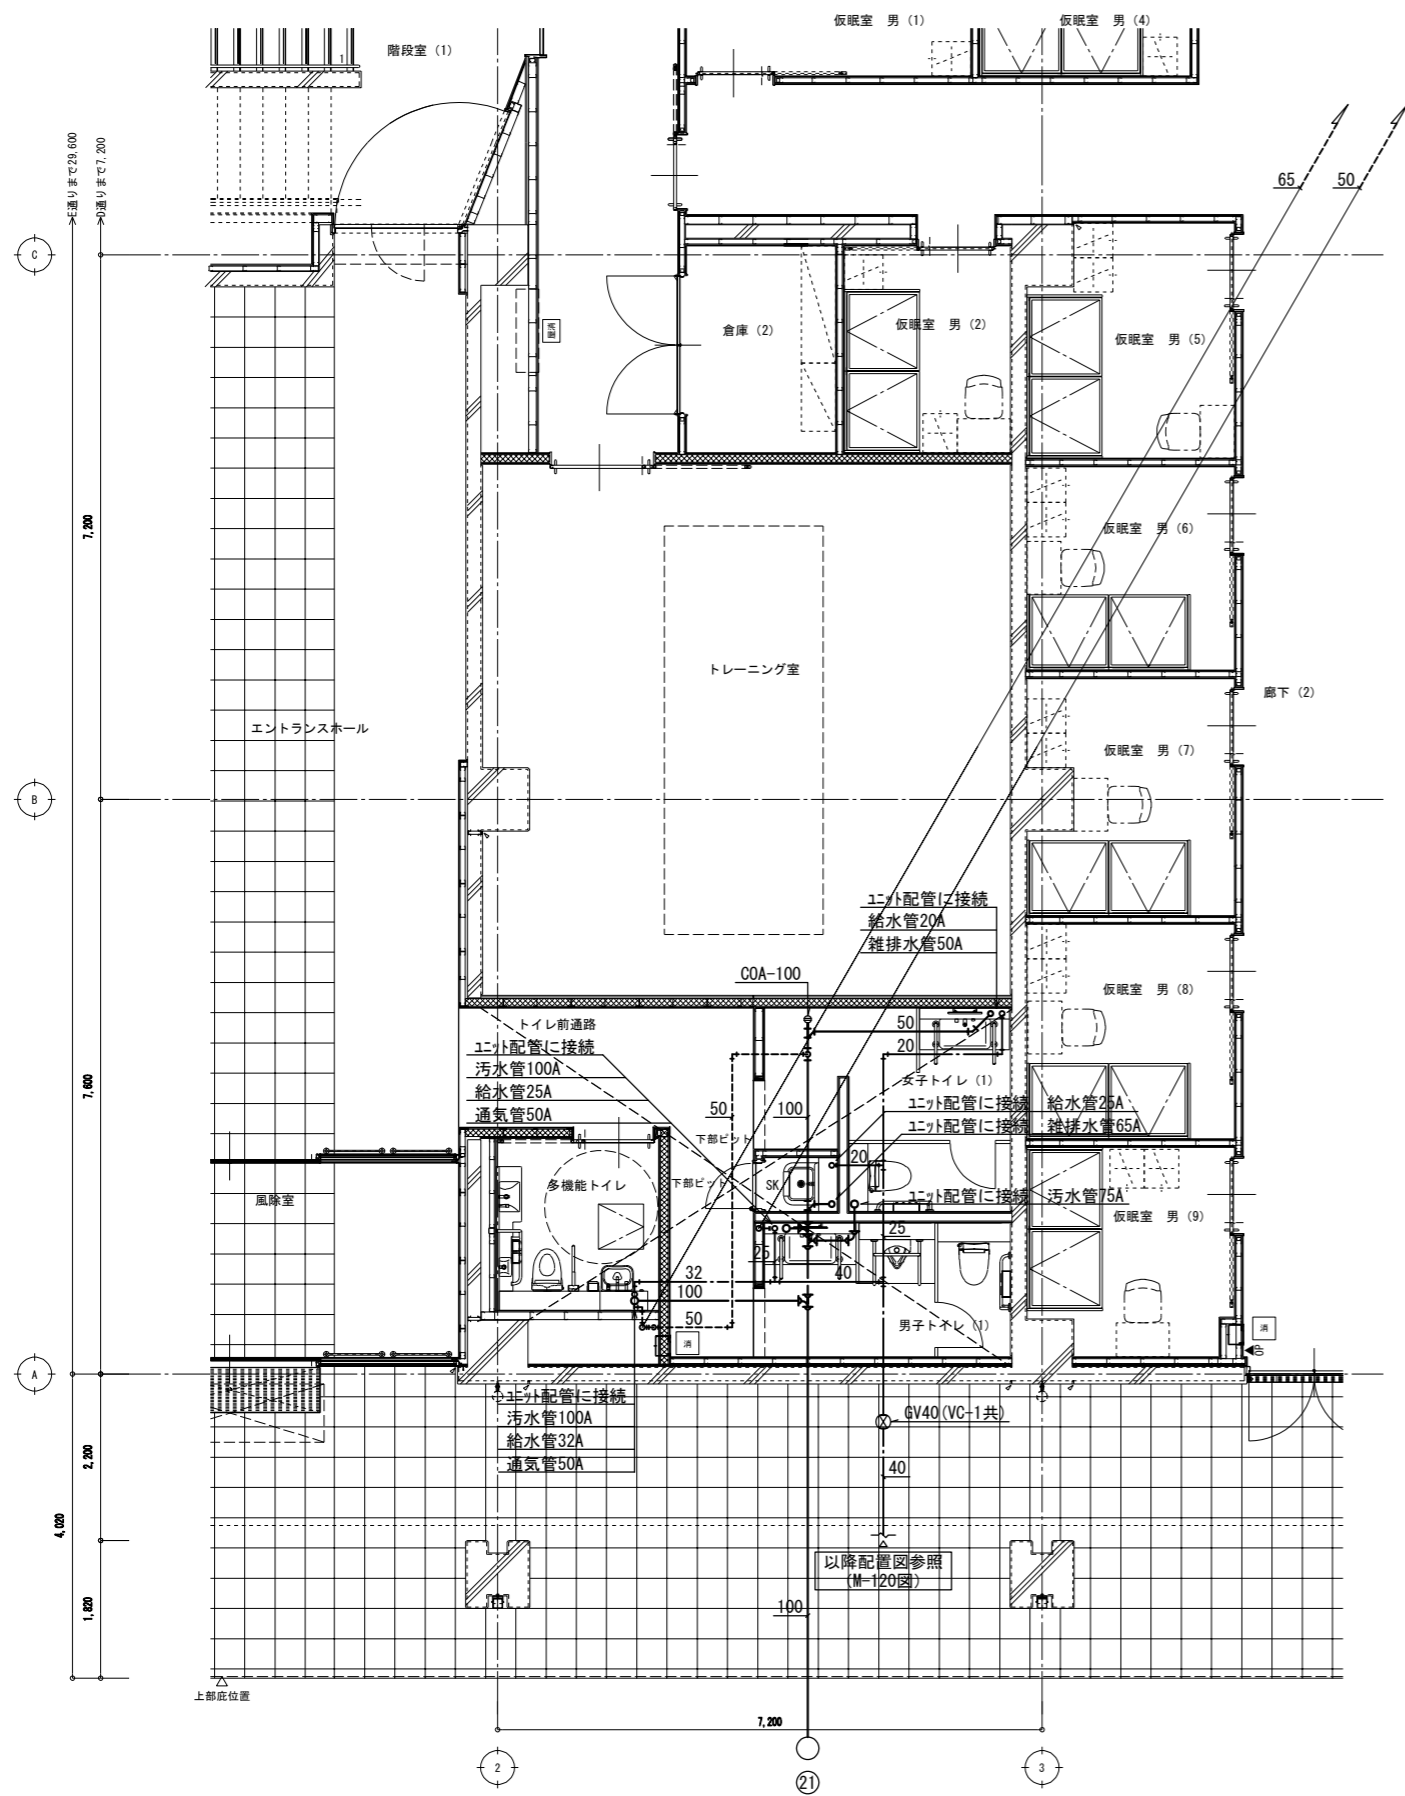 仮眠室 男（1）
仮眠室 男（4）
階段室（1）
1
E通りまで29,600
D通りまで7,200
65
50
C
倉庫（2）
仮眠室 男（2）
仮眠室 男（5）
屋消
7,200
仮眠室 男（6）
トレーニング室
廊下（2）
エントランスホール
仮眠室 男（7）
B
ユニット配管に接続
給水管20A
雑排水管50A
COA-100
仮眠室 男（8）
トイレ前通路
50
ユニット配管に接続
20
汚水管100A
女子トイレ（1）
給水管25A
7,600
通気管50A
50
100
ユニット配管に接続 給水管25A
ユニット配管に接続 雑排水管65A
下部ピット
20
下部ピット
SK
多機能トイレ
ユニット配管に接続 汚水管75A
風除室
仮眠室 男（9）
25
25
32
40
100
50
男子トイレ（1）
消
消
A
ユニット配管に接続
汚水管100A
給水管32A
通気管50A
GV40(VC-1共)
2,200
40
4,020
以降配置図参照
(M-120図)
1,820
100
上部庇位置
7,200
2
3
21